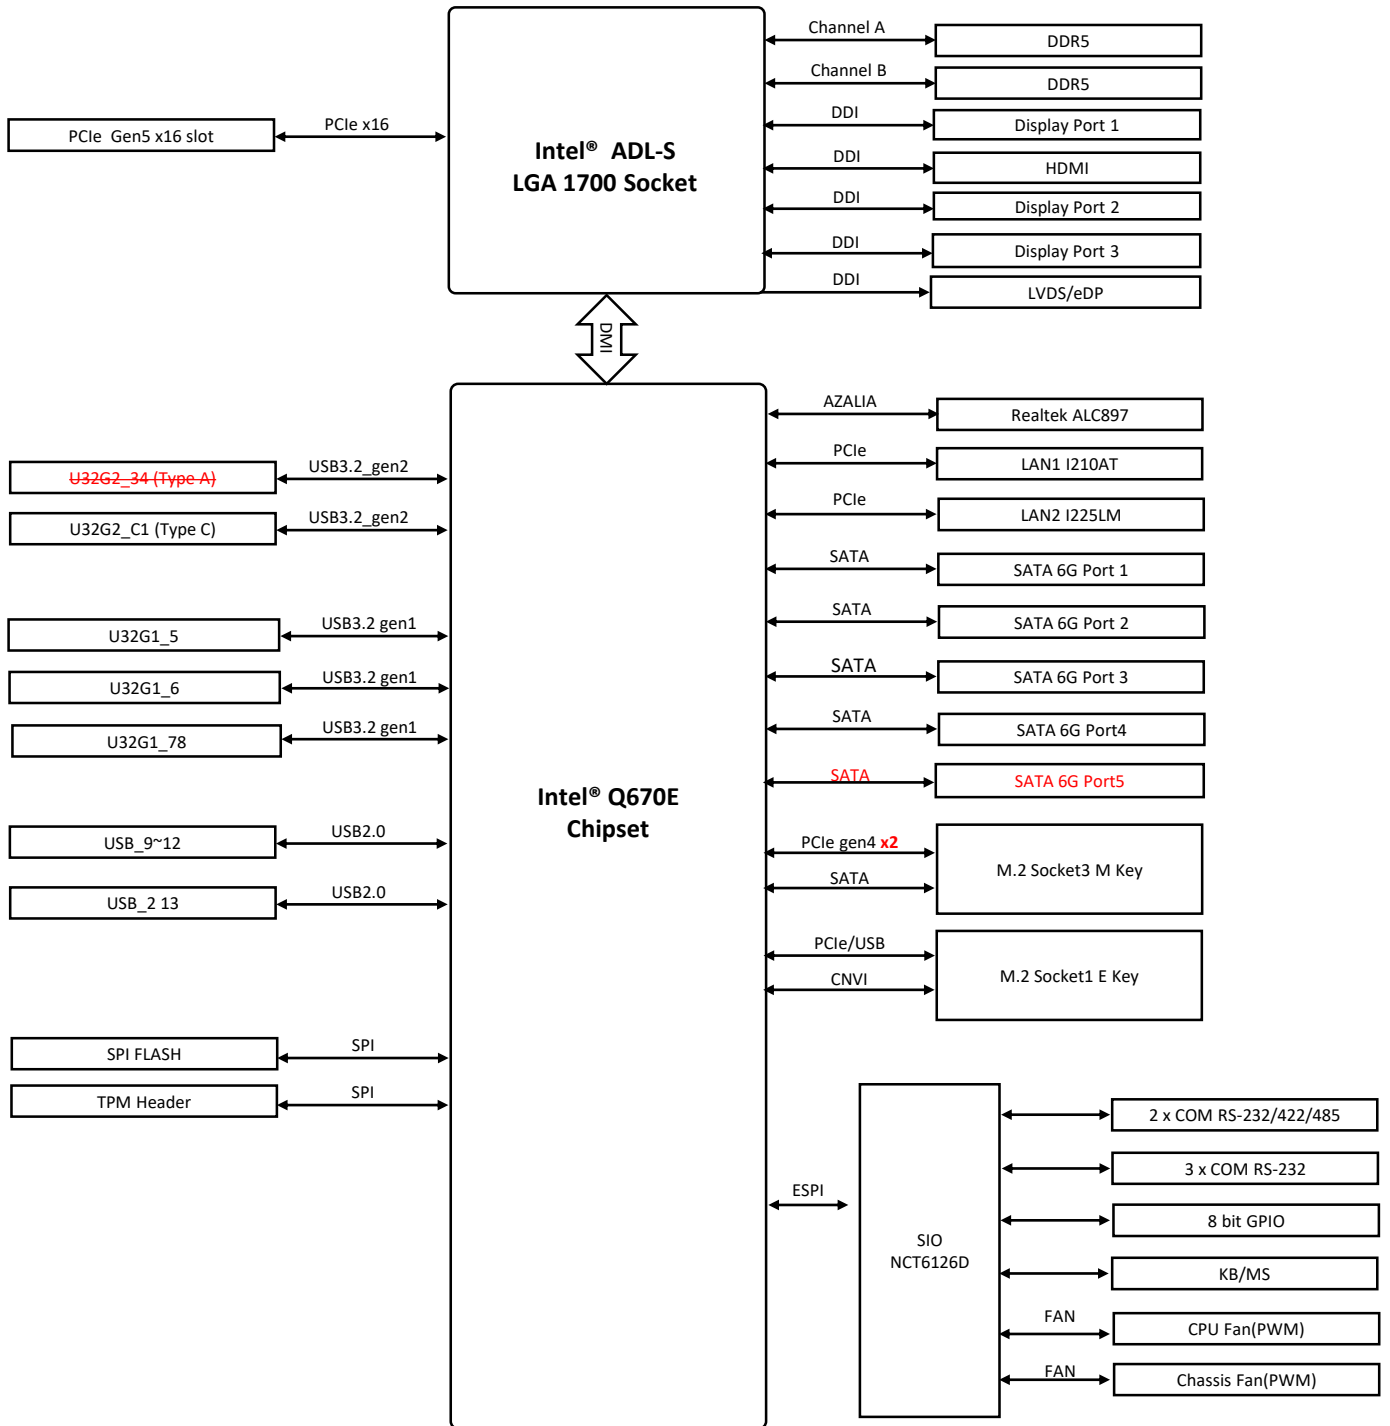 Channel A
DDR5
Channel B
DDR5
PCIe x16
PCIe Gen5 x16 slot
DDI
Display Port 1
Intel® ADL-S
LGA 1700 Socket
DDI
HDMI
DDI
Display Port 2
DDI
Display Port 3
DDI
LVDS/eDP
DMI
AZALIA
Realtek ALC897
USB3.2_gen2
U32G2_34 (Type A)
PCIe
LAN1 I210AT
USB3.2_gen2
U32G2_C1 (Type C)
PCIe
LAN2 I225LM
SATA
SATA 6G Port 1
USB3.2 gen1
U32G1_5
SATA
SATA 6G Port 2
USB3.2 gen1
U32G1_6
SATA
SATA 6G Port 3
USB3.2 gen1
U32G1_78
SATA
SATA 6G Port4
SATA
SATA 6G Port5
Intel® Q670E
Chipset
USB2.0
USB_9~12
PCIe gen4 x2
SATA
M.2 Socket3 M Key
USB2.0
USB_2 13
PCIe/USB
CNVI
M.2 Socket1 E Key
SPI
SPI FLASH
SPI
TPM Header
ESPI
SIO
NCT6126D
2 x COM RS-232/422/485
3 x COM RS-232
8 bit GPIO
KB/MS
FAN
CPU Fan(PWM)
FAN
Chassis Fan(PWM)